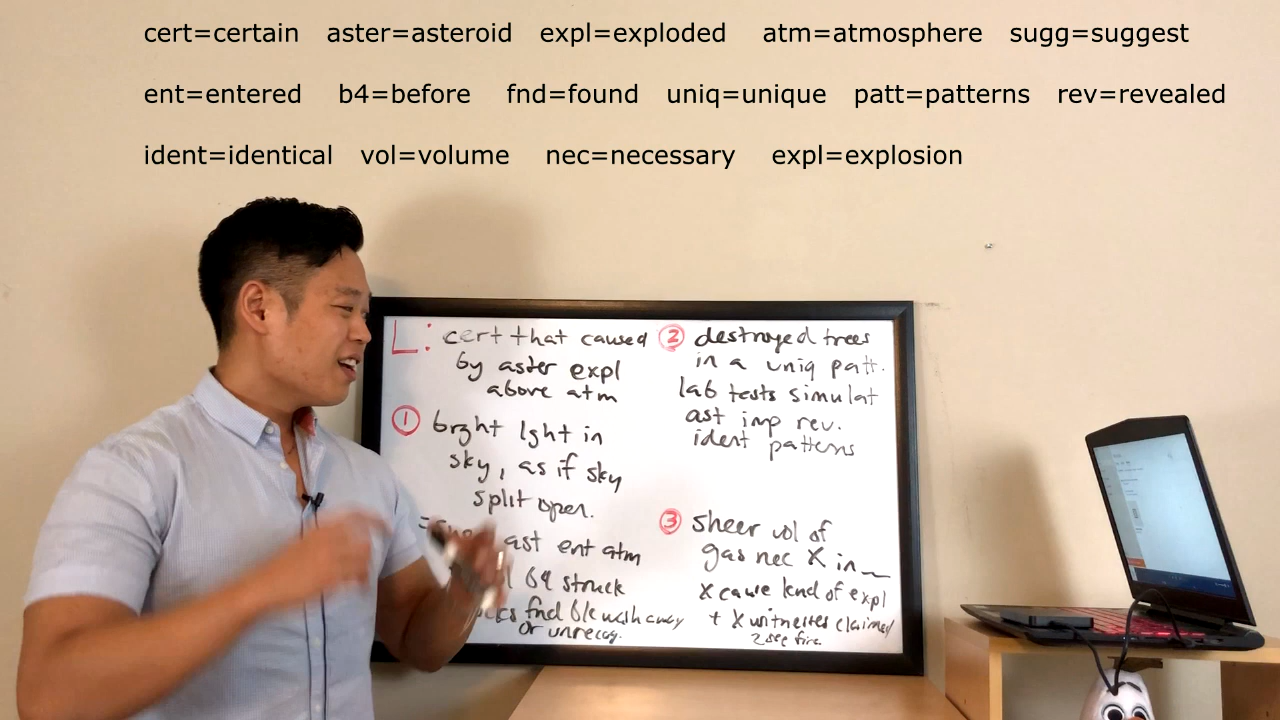 cert=certain aster=asteroid expl=exploded atm=atmosphere sugg=suggest
ent=entered b4=before fnd=found uniq=unique patt=patterns rev=revealed
ident=identical vol=volume nec=necessary expl=explosion
L: cert that caused
by aster expl
above atm
① brght lght in
sky, as if sky
split open.
ast ent atm
b4 struck
fnd b/c wash away
or unrecog.
② destroyed trees
in a uniq patt.
lab tests simulat
ast imp rev.
ident patterns
③ sheer vol of
gas nec X in
X cause kind of expl
+ X witnesses claimed
2 see fire.